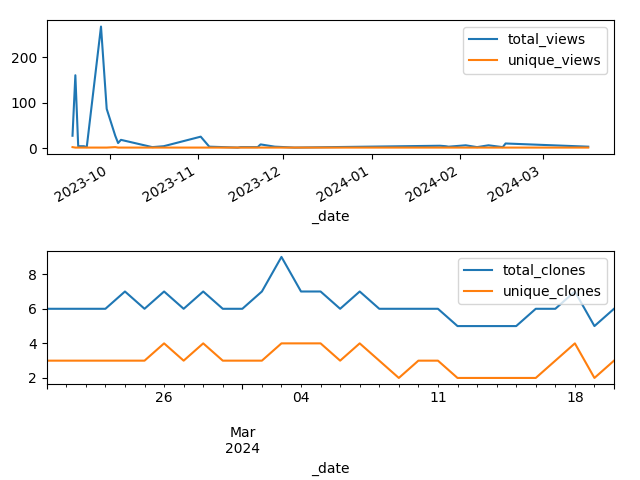 total_views
unique_views
200
100
0
2023-10
2023-11
2023-12
2024-01
2024-02
2024-03
_date
total_clones
unique_clones
8
6
4
2
26
04
11
18
Mar
2024
_date